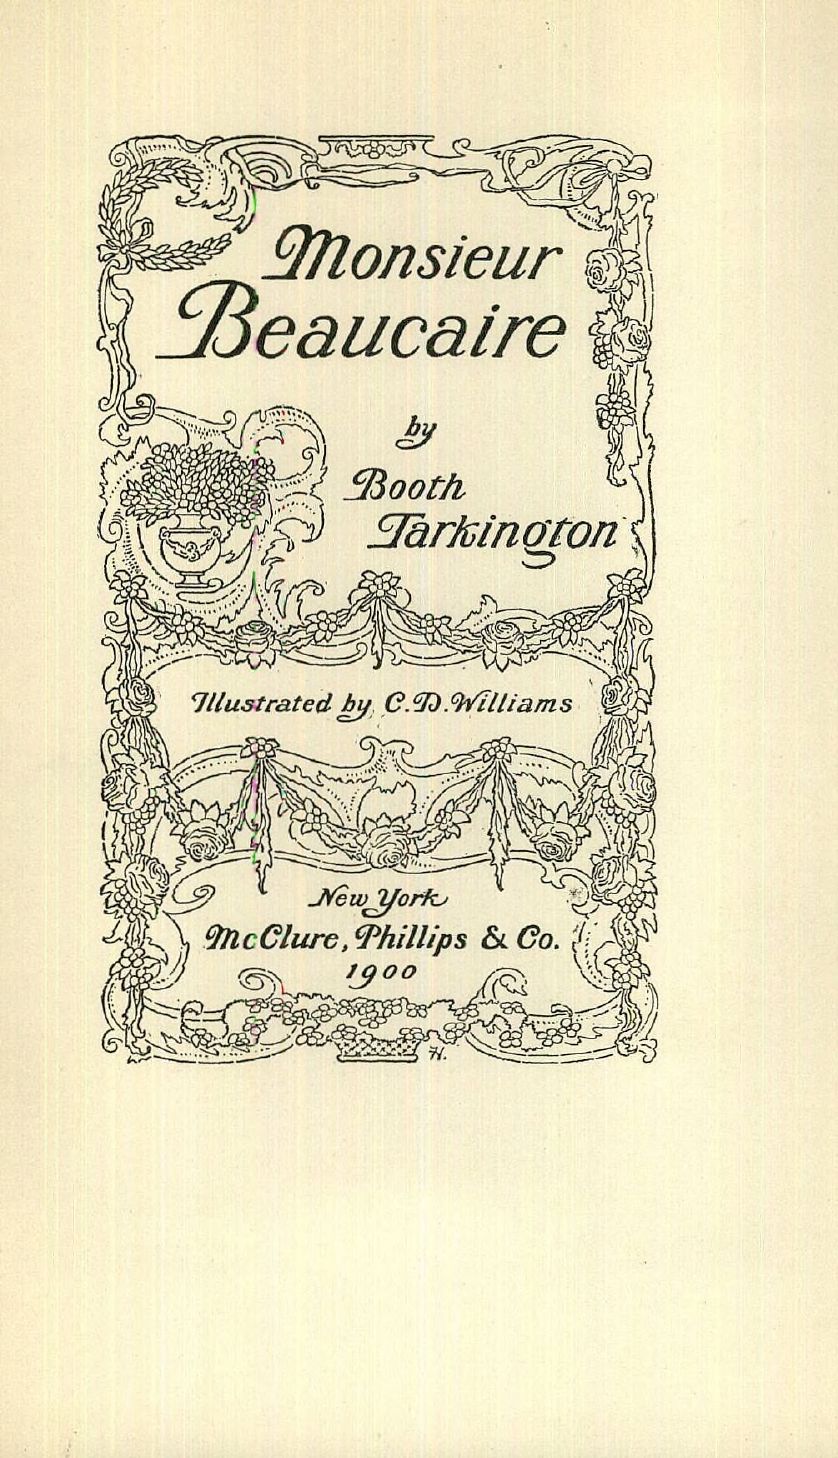 Monsieur
Beaucaire
by
Booth
Tarkington
Illustrated by C. D. Williams
New York
McClure, Phillips & Co.
1900
H.